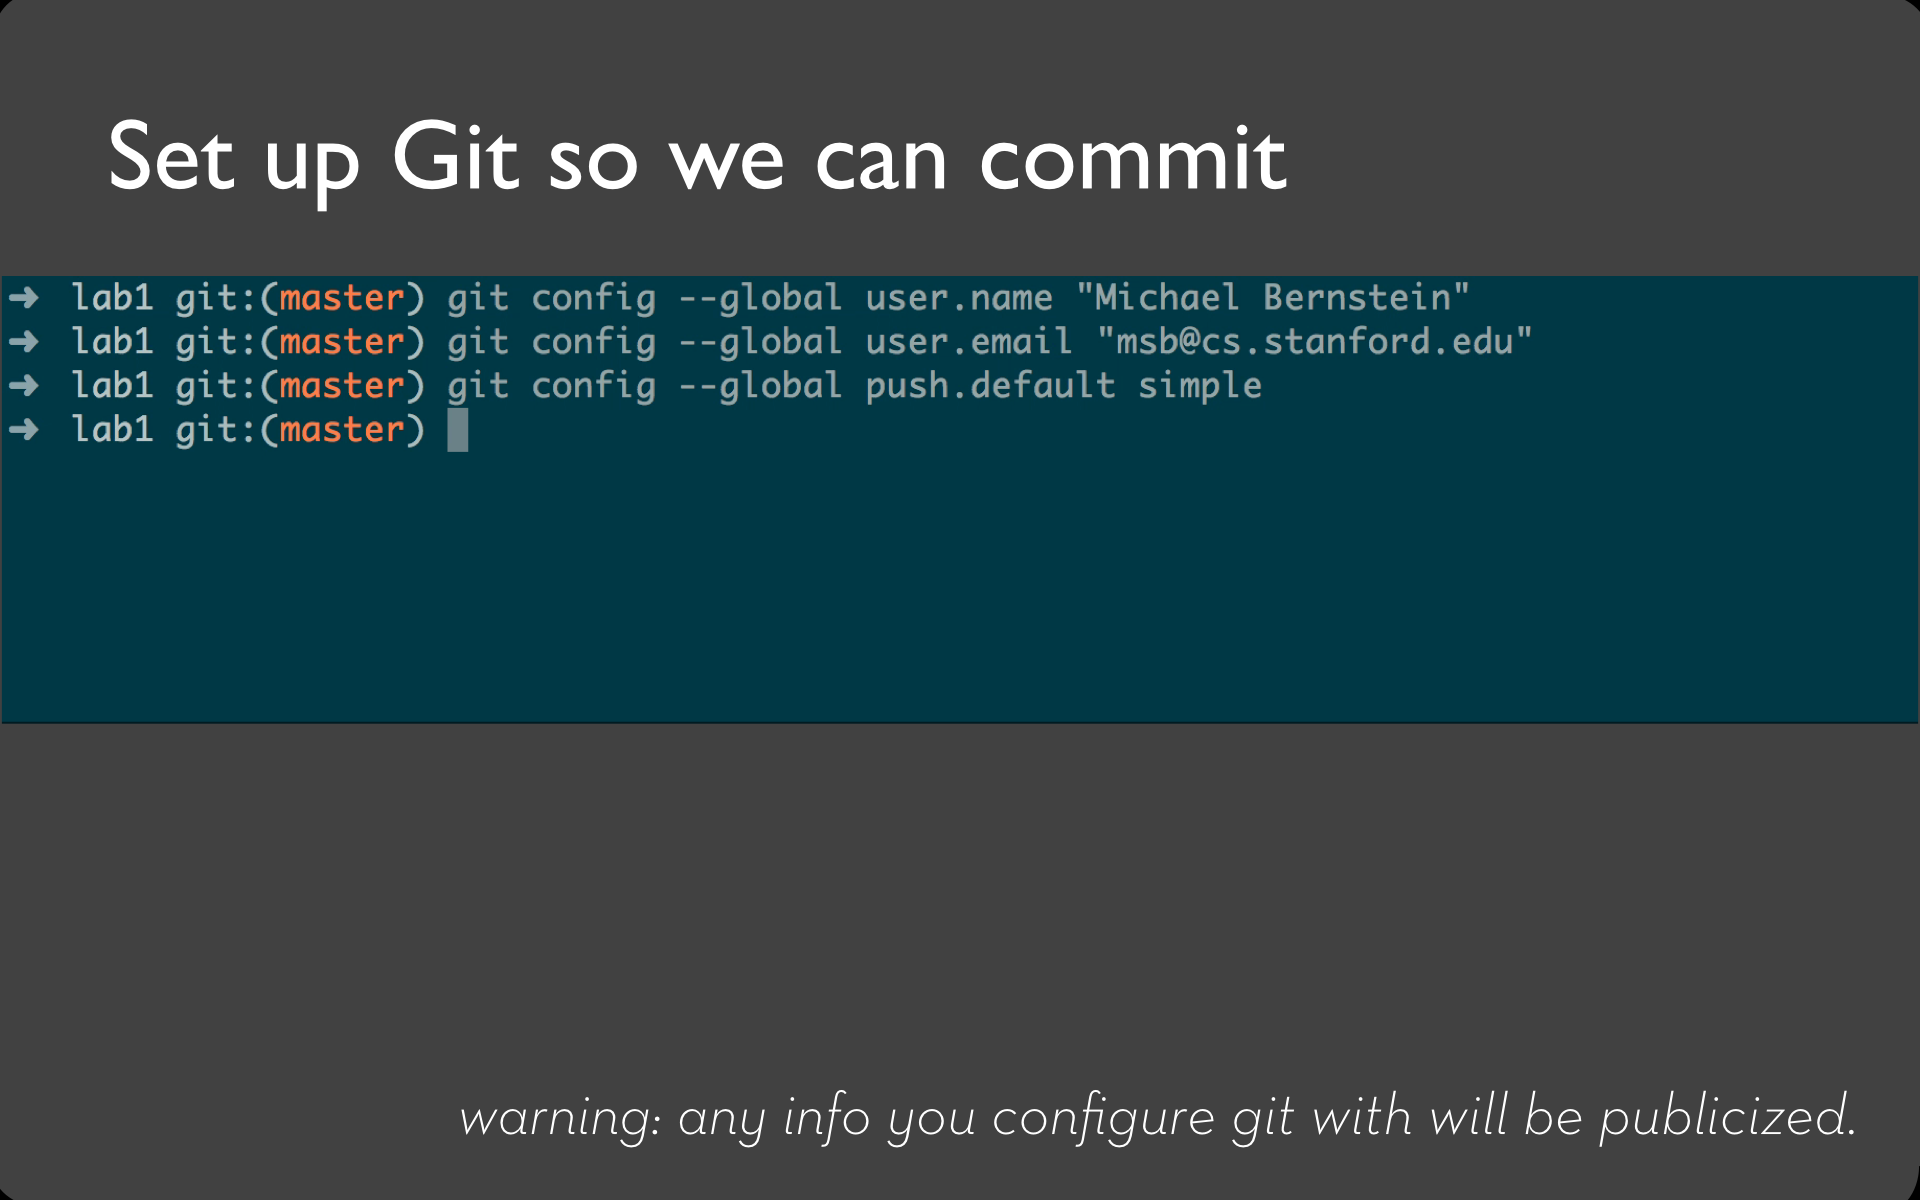 Set up Git so we can commit
➜ lab1 git:(master) git config --global user.name "Michael Bernstein"
➜ lab1 git:(master) git config --global user.email "msb@cs.stanford.edu"
➜ lab1 git:(master) git config --global push.default simple
➜ lab1 git:(master)
warning: any info you configure git with will be publicized.